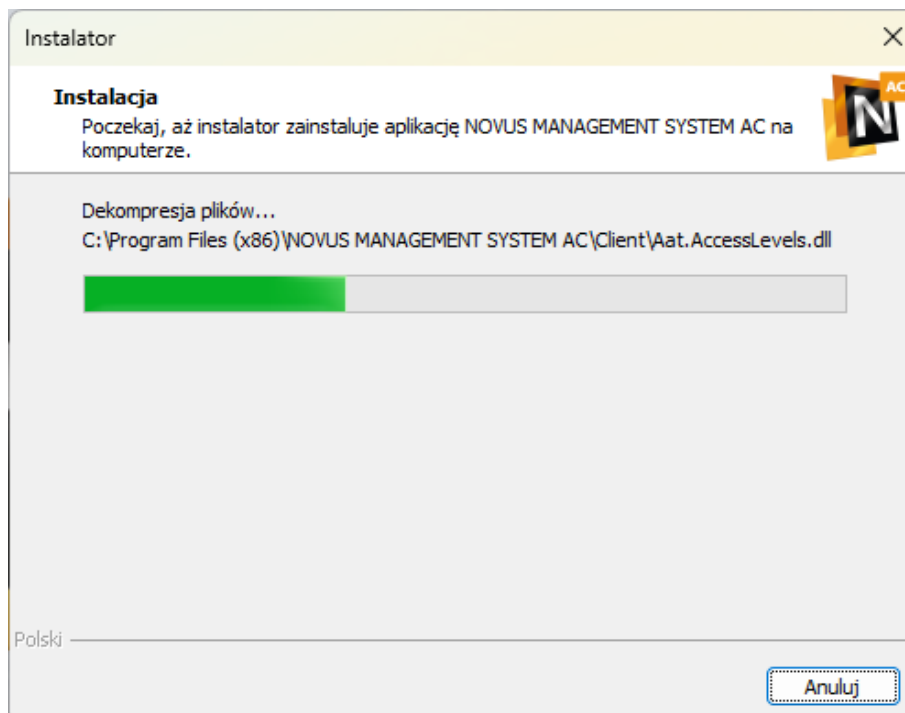 Instalator
Instalacja
Poczekaj, aż instalator zainstaluje aplikację NOVUS MANAGEMENT SYSTEM AC na
komputerze.
AC
N
Dekompresja plików...
C:\Program Files (x86)\NOVUS MANAGEMENT SYSTEM AC\Client\Aat.AccessLevels.dll
Polski
Anuluj